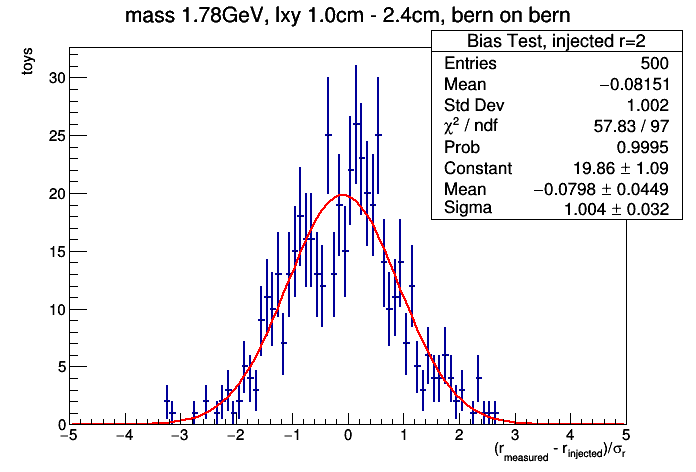 mass 1.78GeV, lxy 1.0cm - 2.4cm, bern on bern
toys
Bias Test, injected r=2
Entries 500
Mean −0.08151
Std Dev 1.002
χ² / ndf 57.83 / 97
Prob 0.9995
Constant 19.86 ± 1.09
Mean −0.0798 ± 0.0449
Sigma 1.004 ± 0.032
30
25
20
15
10
5
0
−5 −4 −3 −2 −1 0 1 2 3 4 5
(r_measured - r_injected)/σ_r